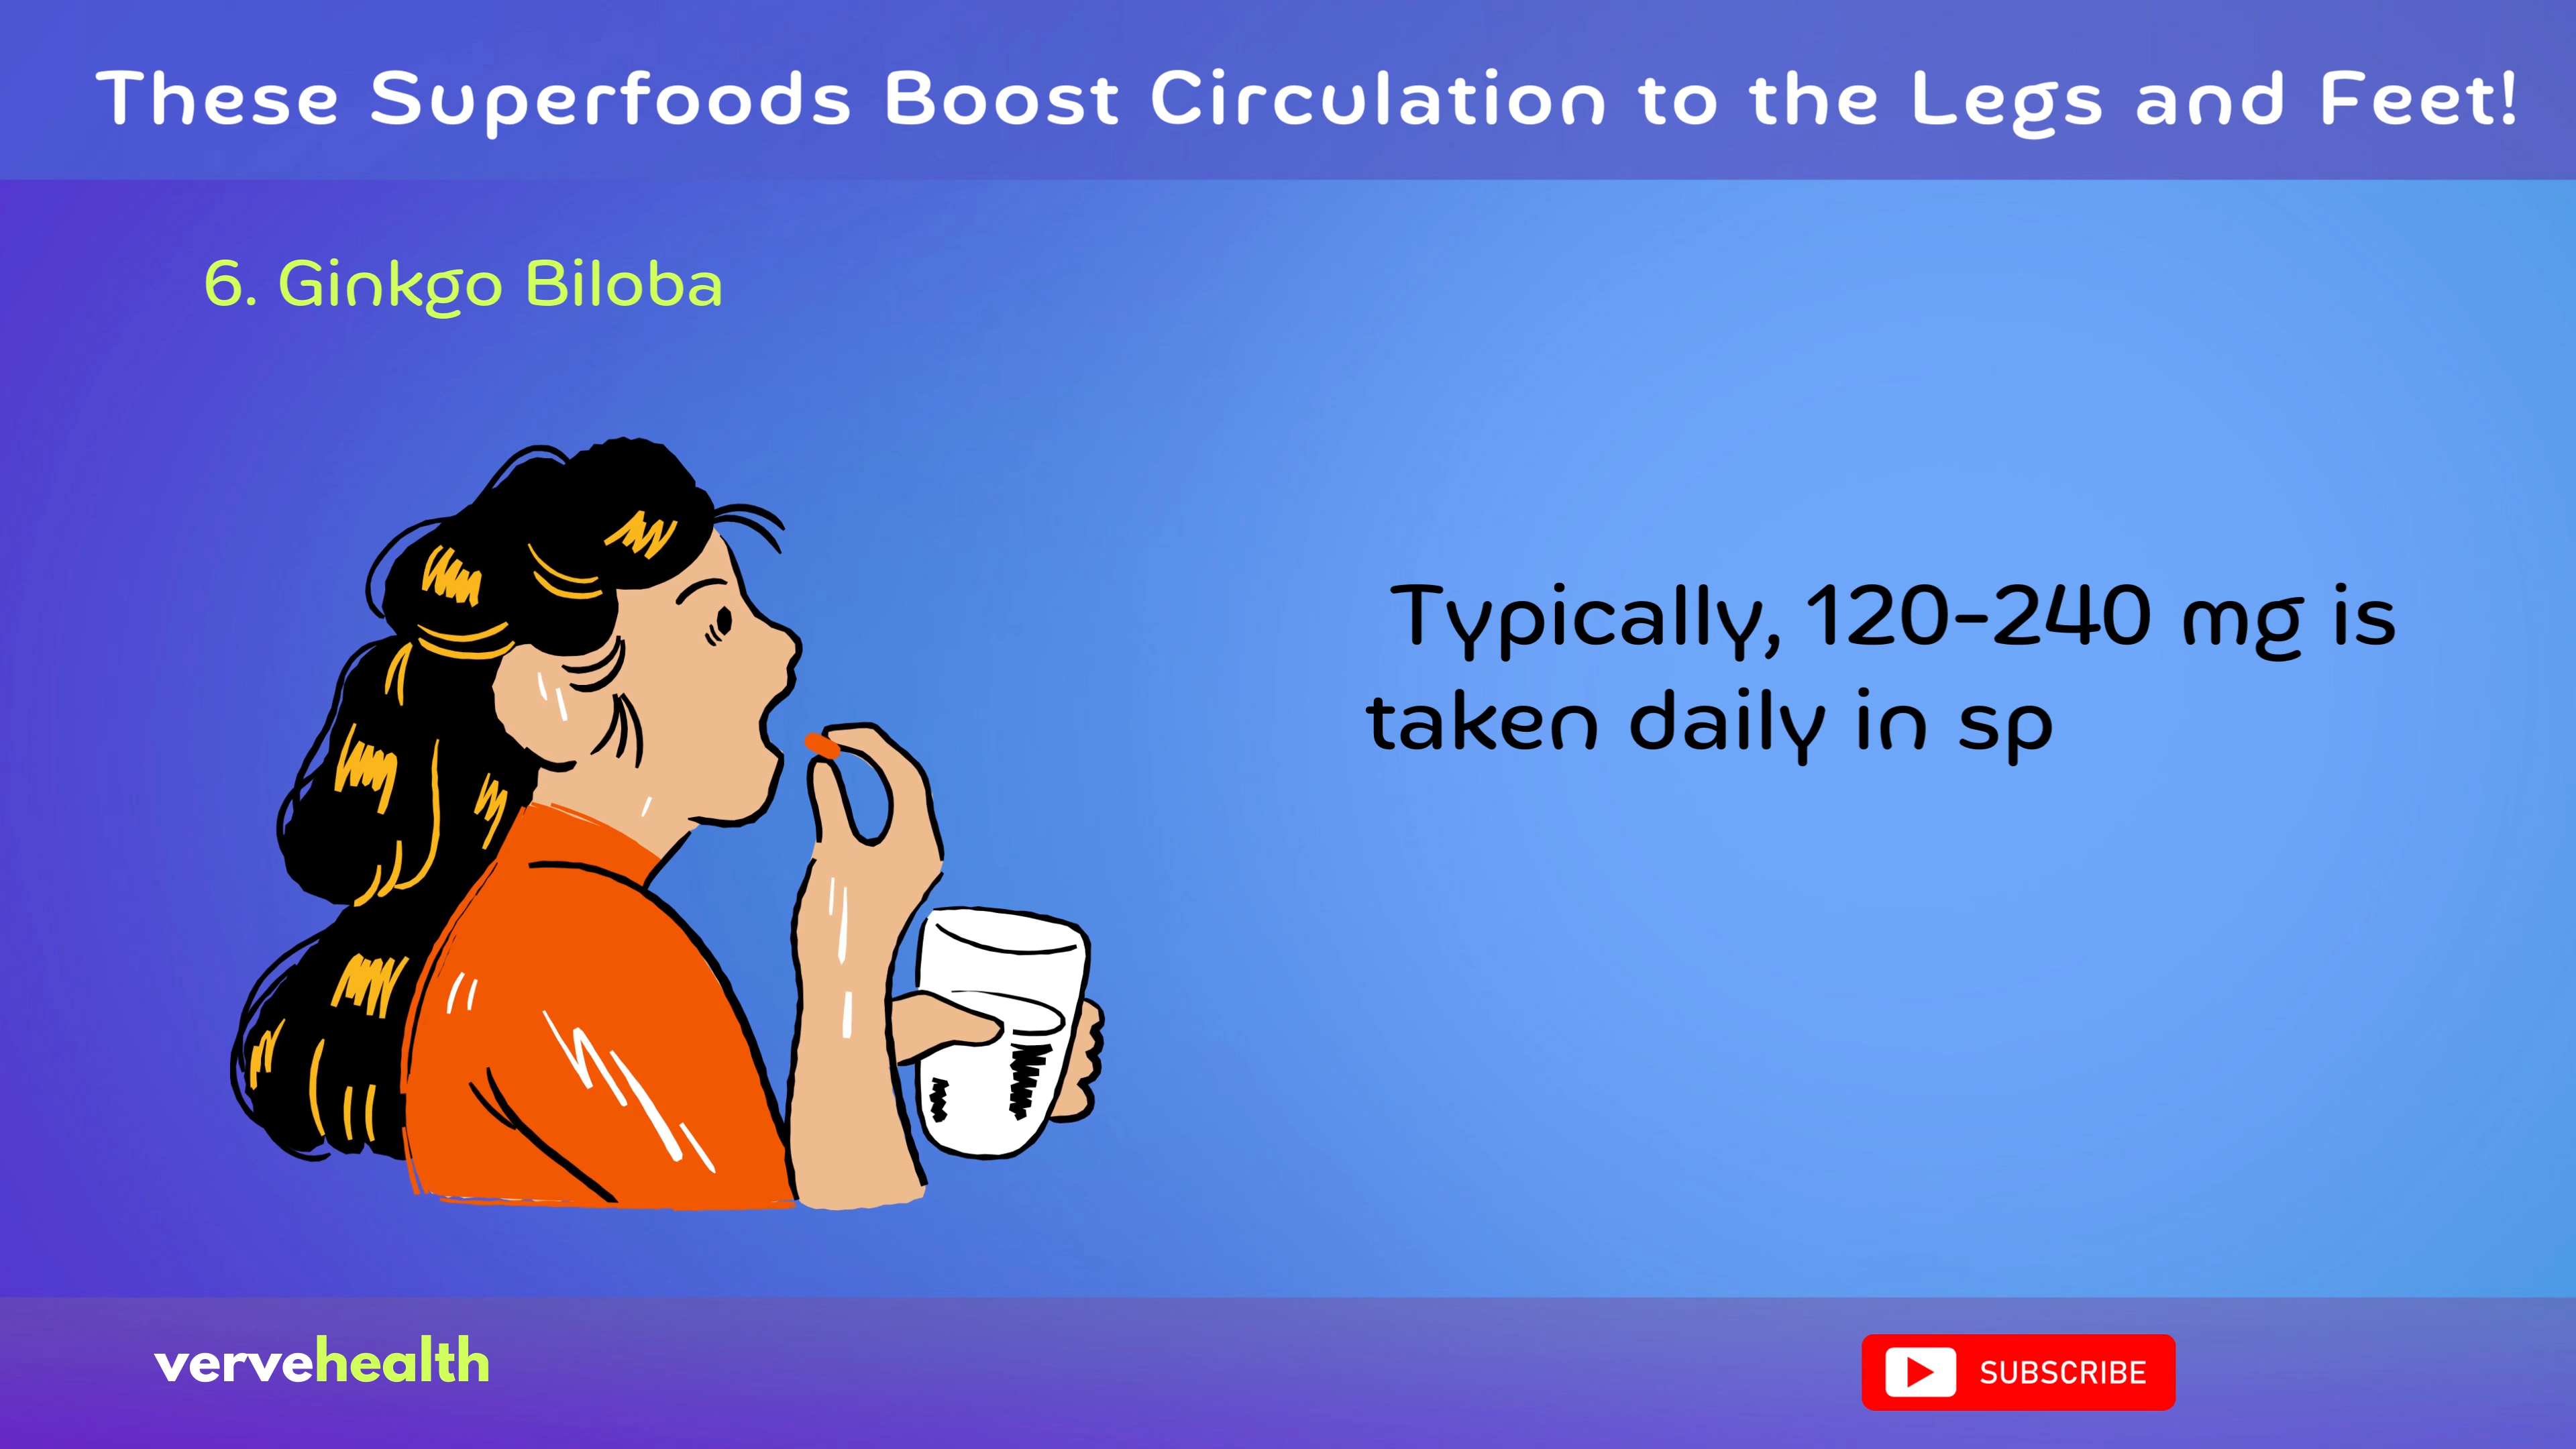 These Superfoods Boost Circulation to the Legs and Feet!
6. Ginkgo Biloba
Typically, 120-240 mg is
taken daily in sp
vervehealth
SUBSCRIBE